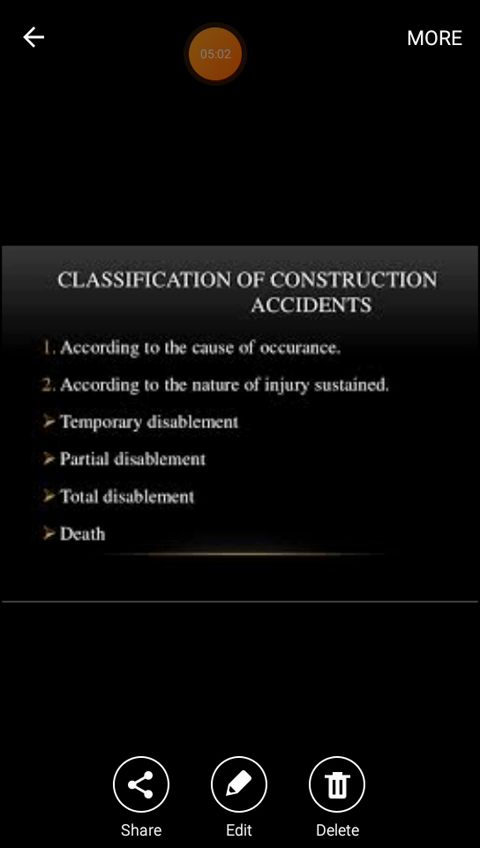 05:02
MORE
CLASSIFICATION OF CONSTRUCTION
ACCIDENTS
1. According to the cause of occurance.
2. According to the nature of injury sustained.
➢ Temporary disablement
➢ Partial disablement
➢ Total disablement
➢ Death
Share Edit Delete